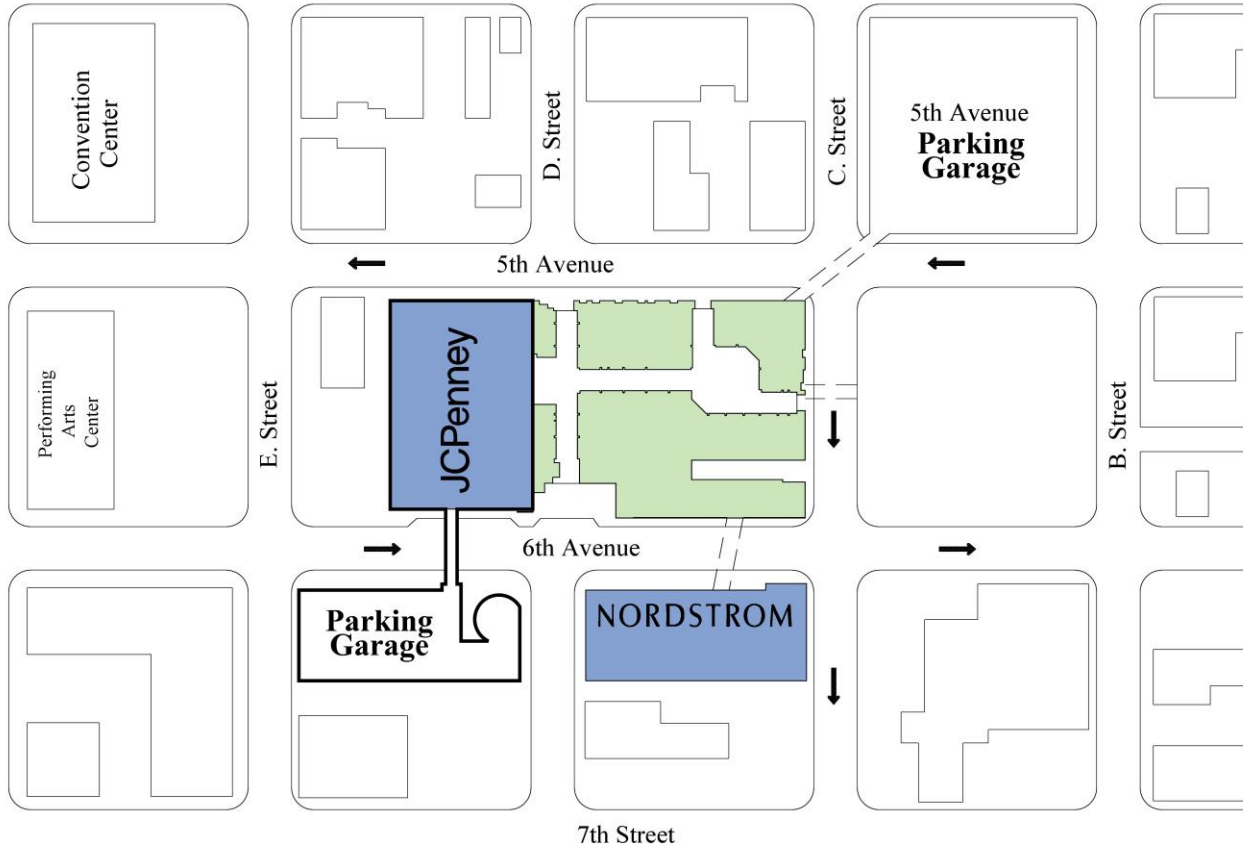 Convention
Center
D. Street
C. Street
5th Avenue
Parking
Garage
5th Avenue
Performing
Arts
Center
E. Street
JCPenney
B. Street
6th Avenue
Parking
Garage
NORDSTROM
7th Street